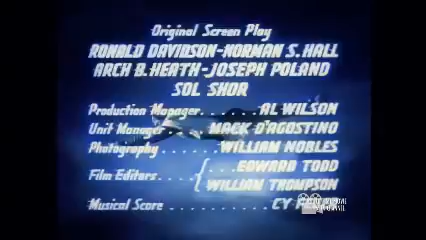 Original Screen Play
RONALD DAVIDSON-NORMAN S. HALL
ARCH B. HEATH-JOSEPH POLAND
SOL SHOR
Production Manager........AL WILSON
Unit Manager......MACK D'AGOSTINO
Photography.......WILLIAM NOBLES
Film Editors.....{EDWARD TODD
WILLIAM THOMPSON
Musical Score..........CY